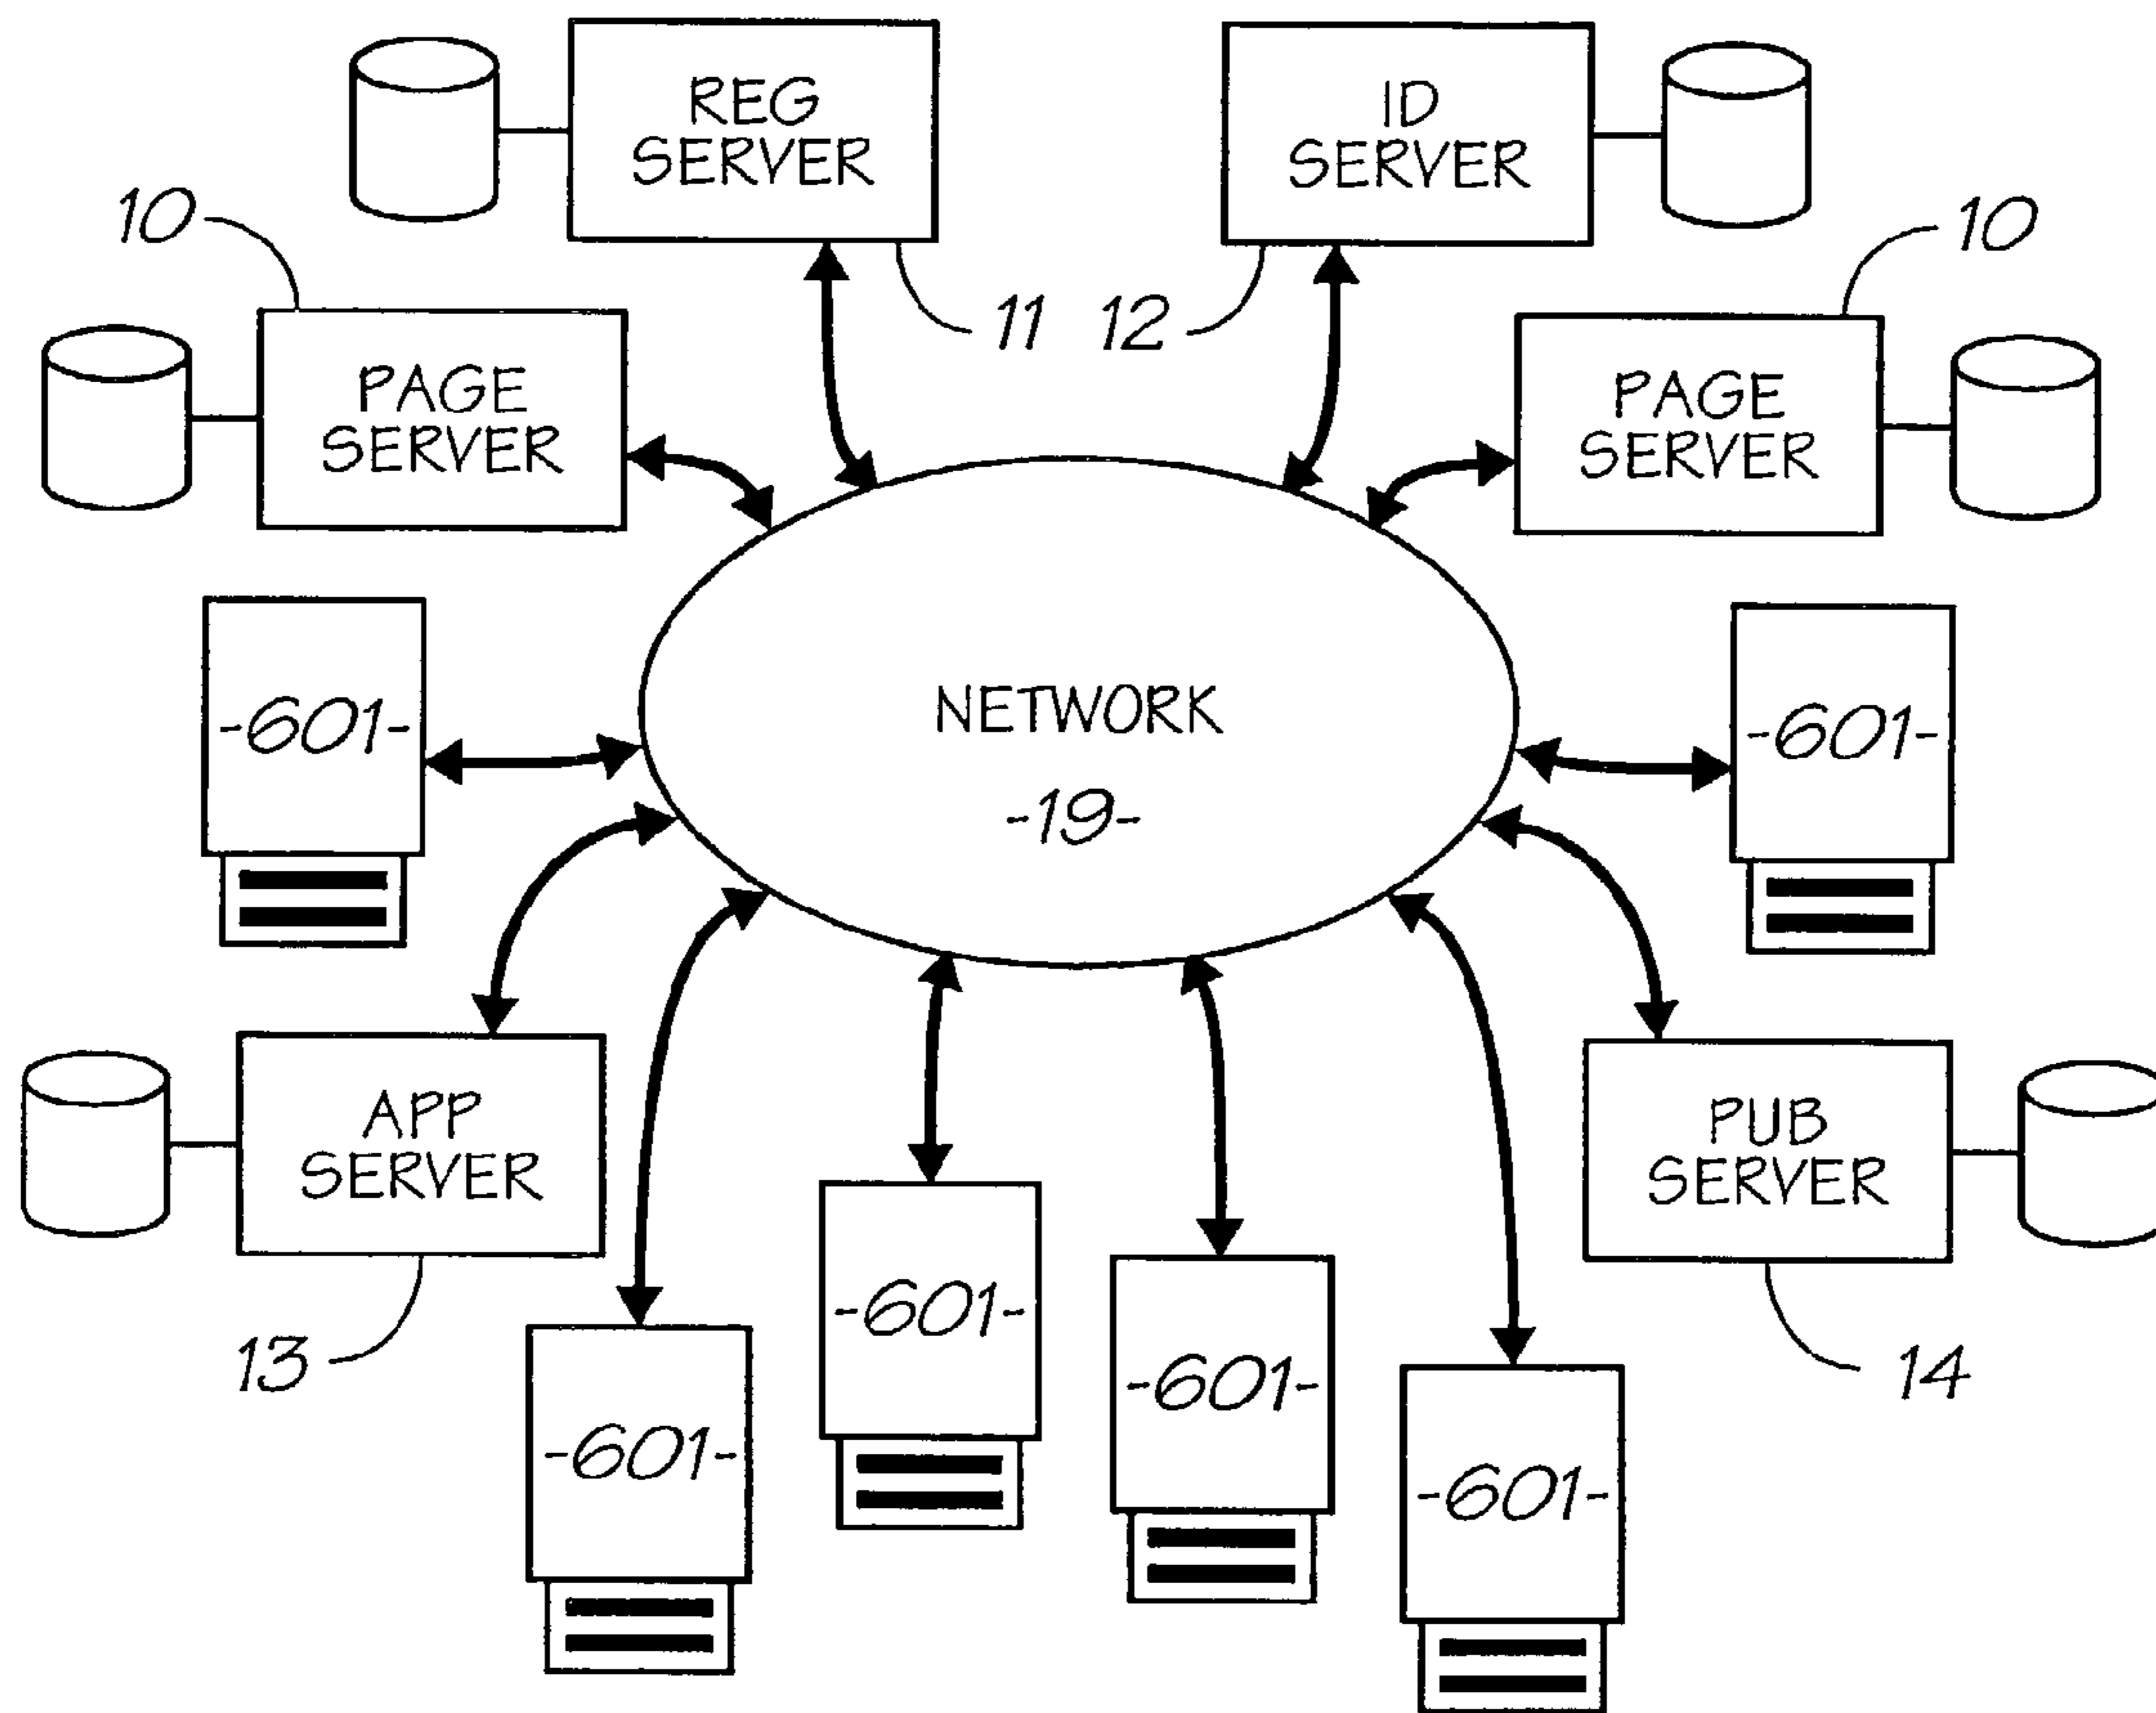 REG
SERVER
ID
SERVER
10
10
11
12
PAGE
SERVER
PAGE
SERVER
-601-
NETWORK
-19-
-601-
APP
SERVER
PUB
SERVER
13
-601-
-601-
-601-
-601-
14